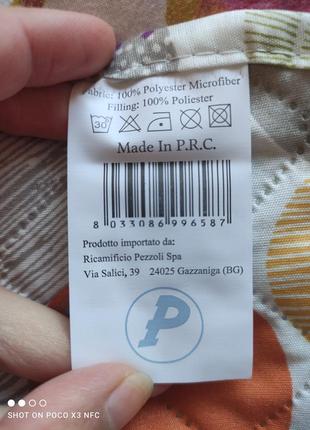 Fabric: 100% Polyester Microfiber
Filling: 100% Poliester
30
Made In P.R.C.
8 033086 996587
Prodotto importato da:
Ricamificio Pezzoli Spa
Via Salici, 39 24025 Gazzaniga (BG)
P
SHOT ON POCO X3 NFC